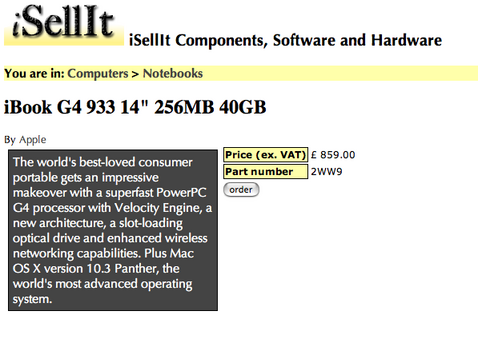 iSellIt
iSellIt Components, Software and Hardware
You are in: Computers > Notebooks
iBook G4 933 14" 256MB 40GB
By Apple
The world's best-loved consumer
portable gets an impressive
makeover with a superfast PowerPC
G4 processor with Velocity Engine, a
new architecture, a slot-loading
optical drive and enhanced wireless
networking capabilities. Plus Mac
OS X version 10.3 Panther, the
world's most advanced operating
system.
Price (ex. VAT) £ 859.00
Part number 2WW9
order